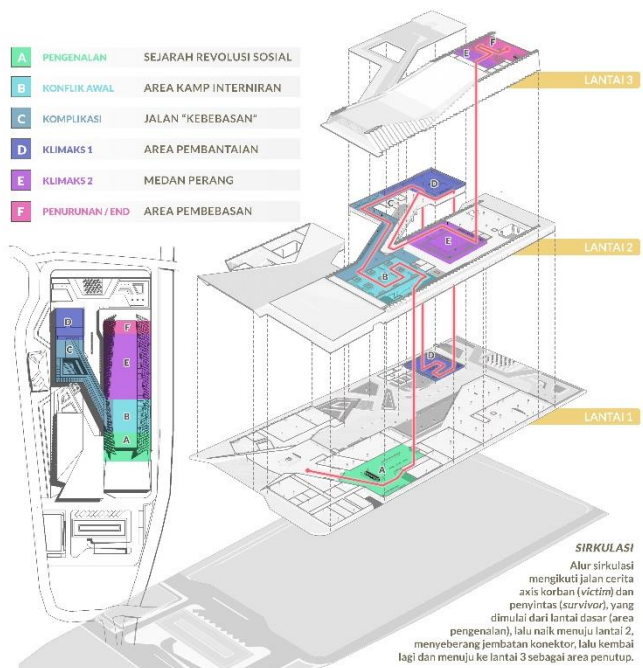 A PENGENALAN SEJARAH REVOLUSI SOSIAL
B KONFLIK AWAL AREA KAMP INTERNIRAN
C KOMPLIKASI JALAN "KEBEBASAN"
D KLIMAKS 1 AREA PEMBANTAIAN
E KLIMAKS 2 MEDAN PERANG
F PENURUNAN / END AREA PEMBEBASAN
F
E
LANTAI 3
D
C
E
B
LANTAI 2
D
A
LANTAI 1
D
F
C
E
B
A
SIRKULASI
Alur sirkulasi
mengikuti jalan cerita
axis korban (victim) dan
penyintas (survivor), yang
dimulai dari lantai dasar (area
pengenalan), lalu naik menuju lantai 2,
menyeberang jembatan konektor, lalu kembai
lagi dan menuju ke lantai 3 sebagai area penutup.